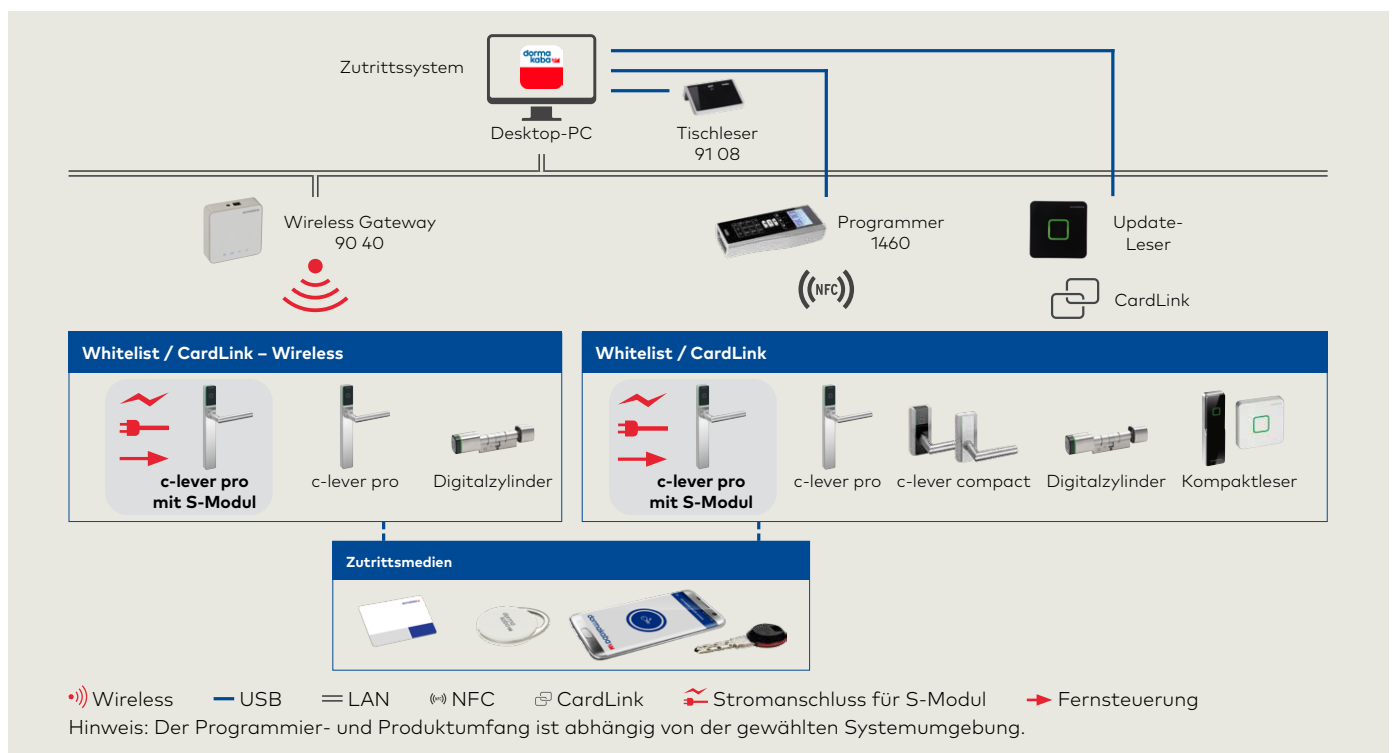 dorma
kaba
Zutrittssystem
Desktop-PC
Tischleser
91 08
Wireless Gateway
90 40
Programmer
1460
Update-
Leser
((NFC))
CardLink
Whitelist / CardLink – Wireless
c-lever pro
mit S-Modul
c-lever pro
Digitalzylinder
Whitelist / CardLink
c-lever pro
mit S-Modul
c-lever pro
c-lever compact
Digitalzylinder
Kompaktleser
Zutrittsmedien
dorma
kaba
dormakaba
Wireless
USB
LAN
NFC
CardLink
Stromanschluss für S-Modul
Fernsteuerung
Hinweis: Der Programmier- und Produktumfang ist abhängig von der gewählten Systemumgebung.